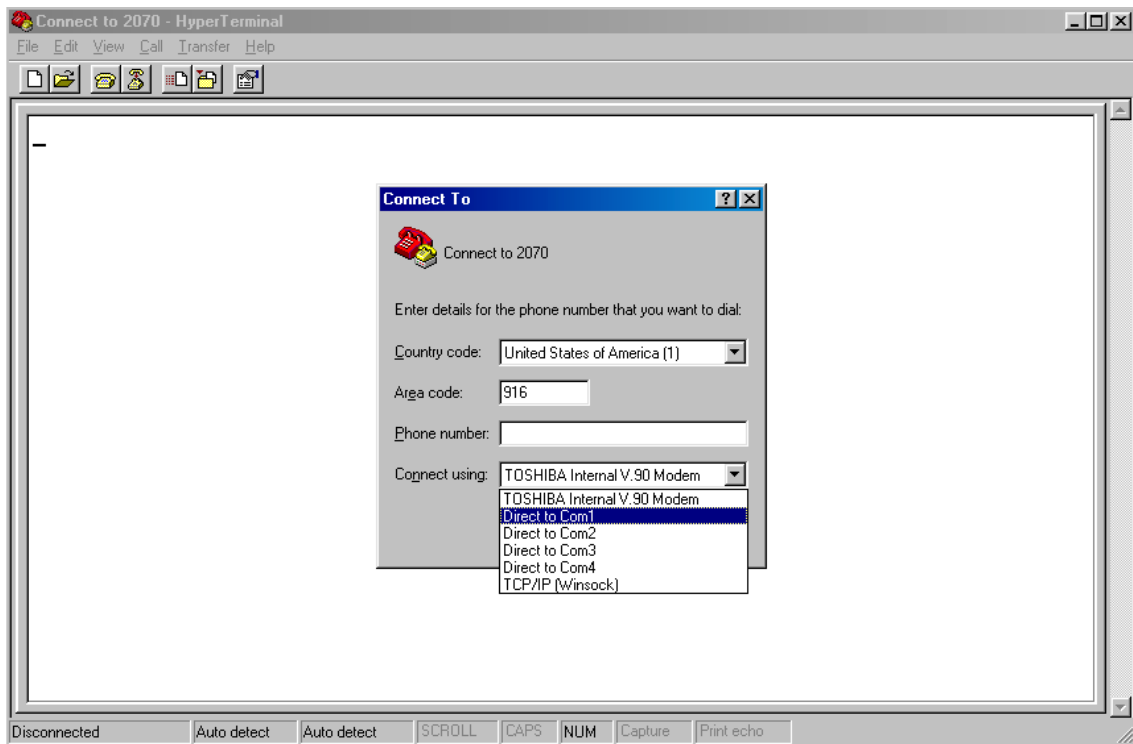 Connect to 2070 - HyperTerminal
File Edit View Call Transfer Help
Connect To
Connect to 2070
Enter details for the phone number that you want to dial:
Country code: United States of America (1)
Area code: 916
Phone number:
Connect using: TOSHIBA Internal V.90 Modem
TOSHIBA Internal V.90 Modem
Direct to Com1
Direct to Com2
Direct to Com3
Direct to Com4
TCP/IP (Winsock)
Disconnected Auto detect Auto detect SCROLL CAPS NUM Capture Print echo